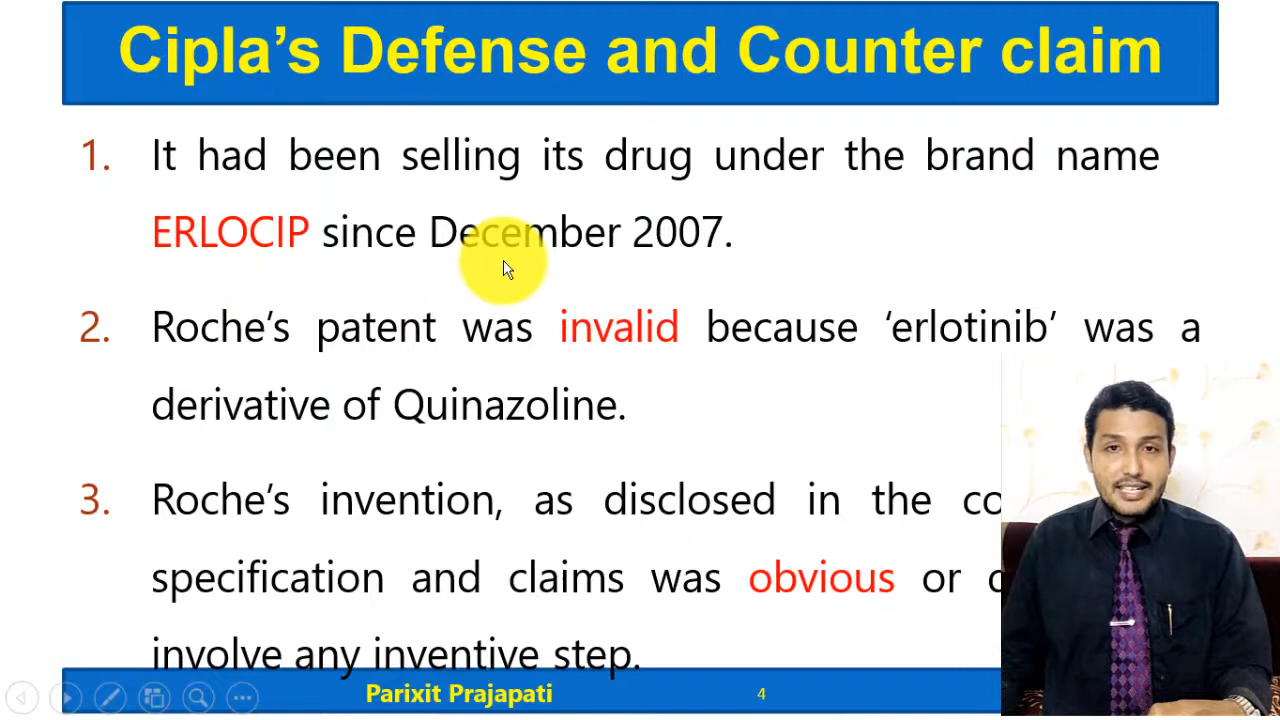 Cipla’s Defense and Counter claim
1. It had been selling its drug under the brand name
ERLOCIP since December 2007.
2. Roche’s patent was invalid because ‘erlotinib’ was a
derivative of Quinazoline.
3. Roche’s invention, as disclosed in the
specification and claims was obvious or
involve any inventive step.
Parixit Prajapati 4